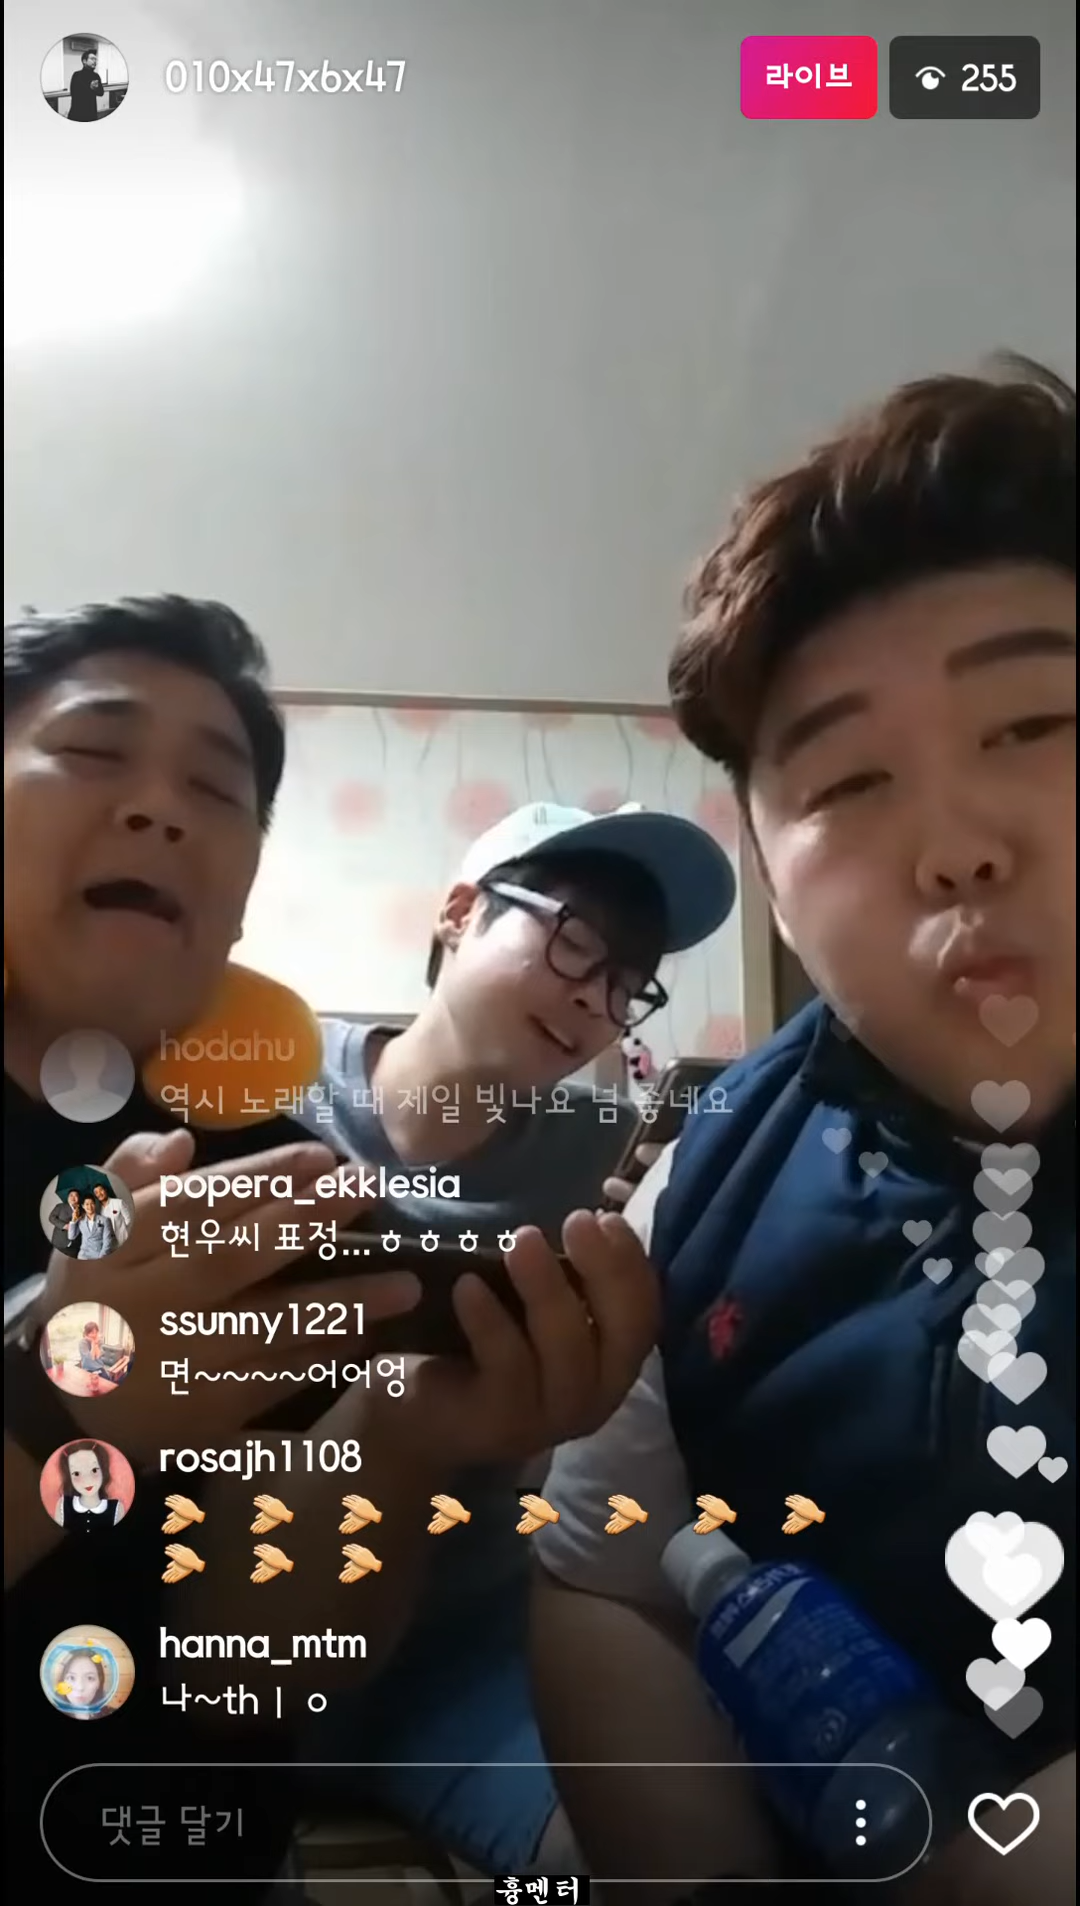 010x47x6x47
라이브
255
hodahu
역시 노래할 때 제일 빛나요 넘 좋네요
popera_ekklesia
현우씨 표정...ㅎㅎㅎㅎ
ssunny1221
면~~~~어어엉
rosajh1108
👏 👏 👏 👏 👏 👏 👏 👏
👏 👏 👏
hanna_mtm
나~thㅣㅇ
댓글 달기
흉멘터